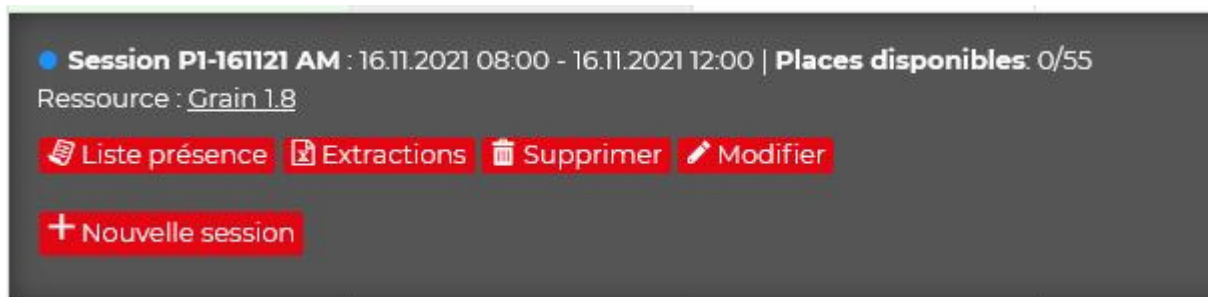 Session P1-161121 AM : 16.11.2021 08:00 - 16.11.2021 12:00 | Places disponibles: 0/55
Ressource : Grain 1.8
Liste présence Extractions Supprimer Modifier
+ Nouvelle session